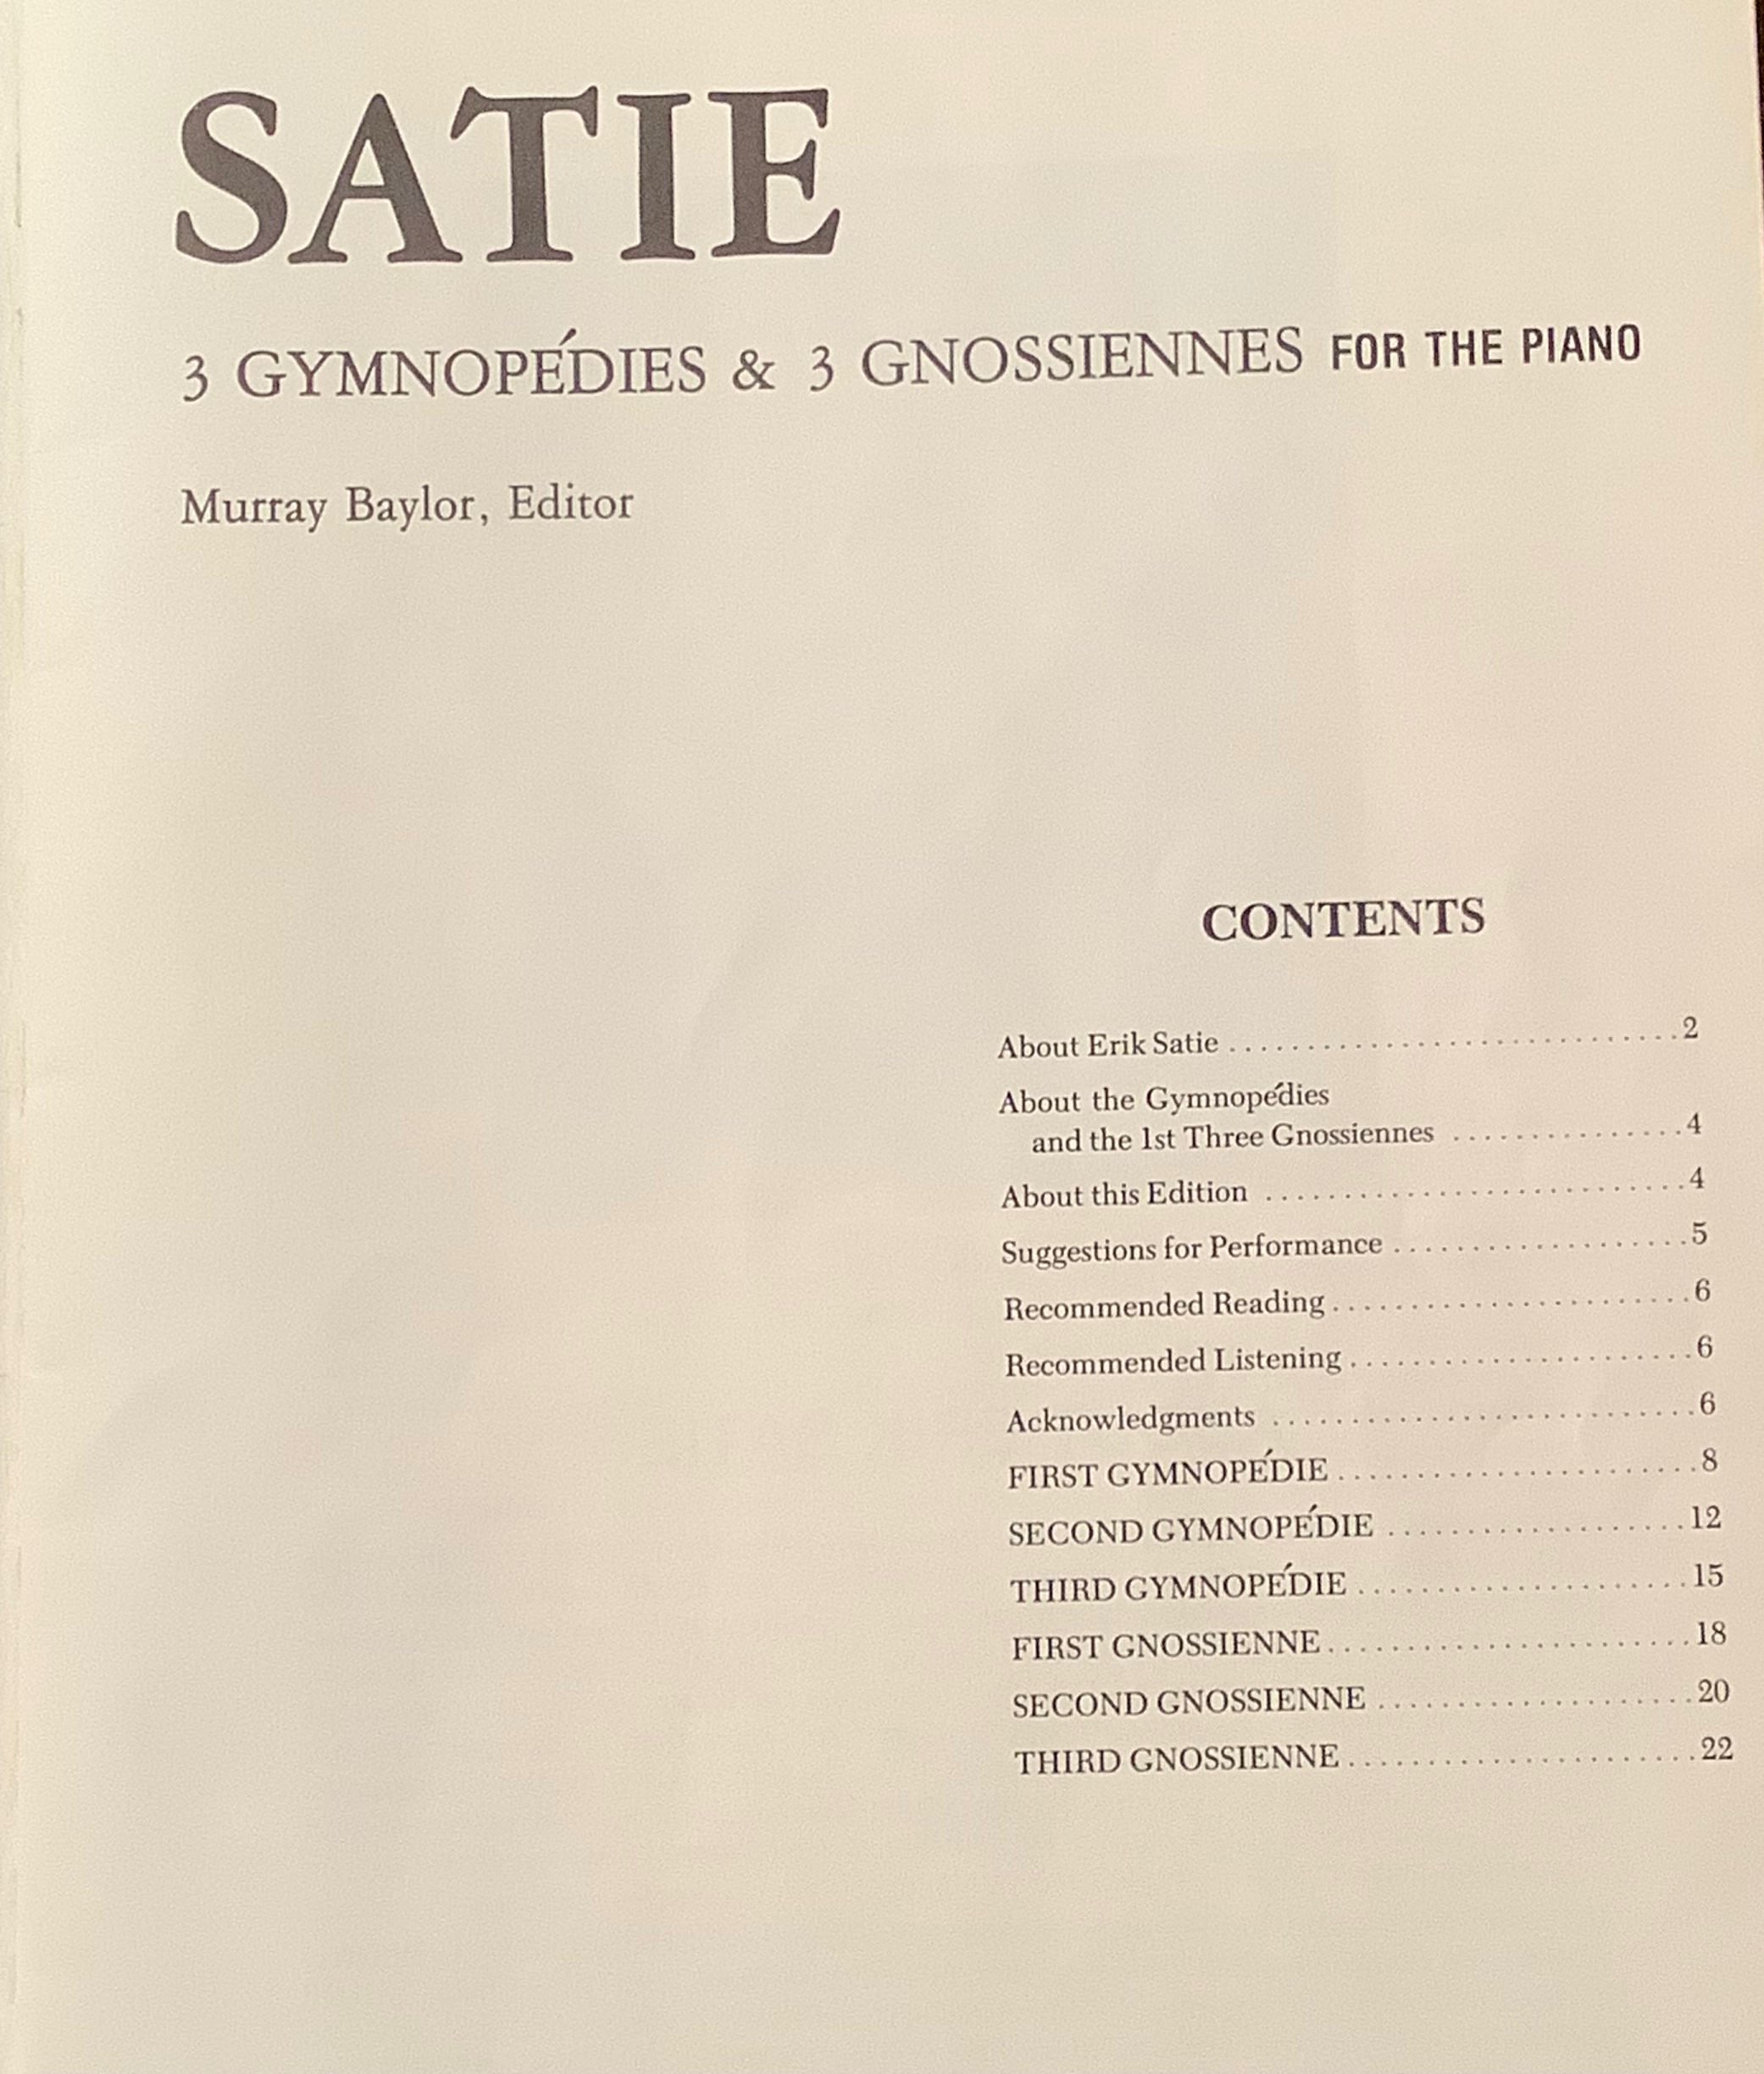 SATIE
3 GYMNOPÉDIES & 3 GNOSSIENNES FOR THE PIANO
Murray Baylor, Editor
CONTENTS
About Erik Satie ............................. 2
About the Gymnopédies
and the 1st Three Gnossiennes ............... 4
About this Edition ........................... 4
Suggestions for Performance ................... 5
Recommended Reading ....................... 6
Recommended Listening ...................... 6
Acknowledgments ........................... 6
FIRST GYMNOPÉDIE ....................... 8
SECOND GYMNOPÉDIE ................... 12
THIRD GYMNOPÉDIE ..................... 15
FIRST GNOSSIENNE ....................... 18
SECOND GNOSSIENNE .................... 20
THIRD GNOSSIENNE ...................... 22